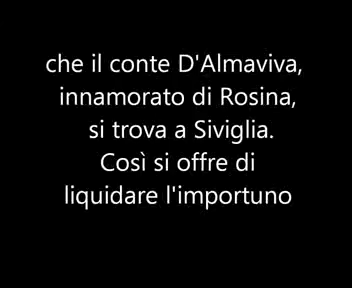 che il conte D'Almaviva,
innamorato di Rosina,
si trova a Siviglia.
Così si offre di
liquidare l'importuno